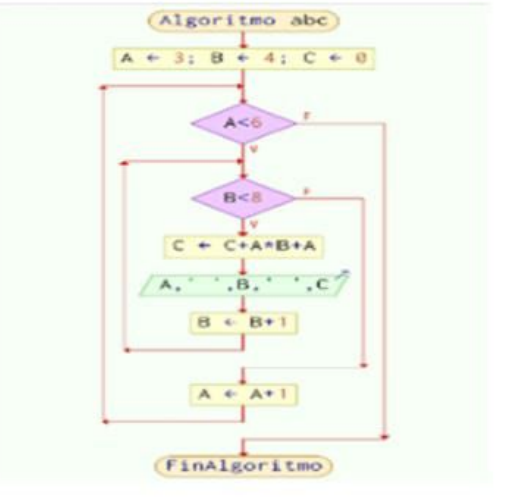 Algoritmo abc
A ← 3; B ← 4; C ← 0
A<6
F
V
B<8
F
V
C ← C+A*B+A
A,' ',B,' ',C
B ← B+1
A ← A+1
FinAlgoritmo